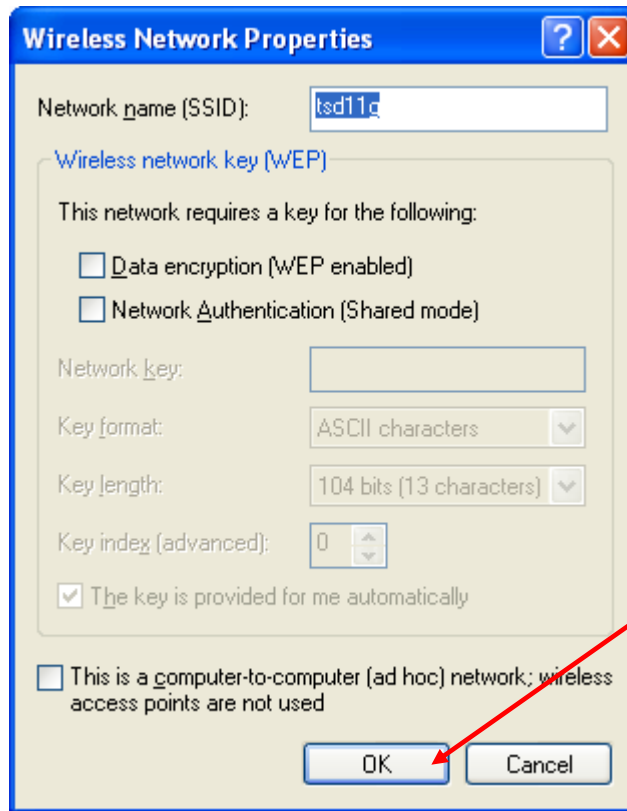 Wireless Network Properties
Network name (SSID): tsd11g
Wireless network key (WEP)
This network requires a key for the following:
Data encryption (WEP enabled)
Network Authentication (Shared mode)
Network key:
Key format: ASCII characters
Key length: 104 bits (13 characters)
Key index (advanced): 0
The key is provided for me automatically
This is a computer-to-computer (ad hoc) network; wireless
access points are not used
OK Cancel